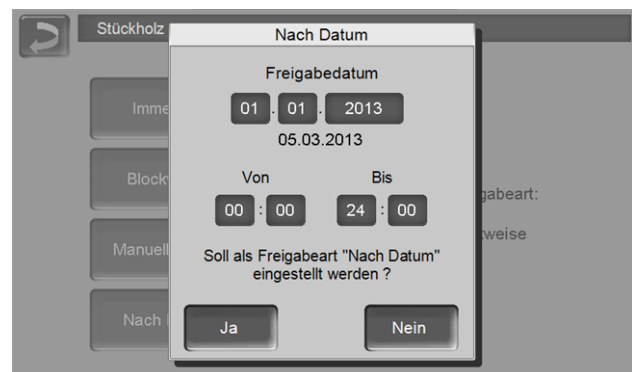 Stückholz
Nach Datum
Freigabedatum
01 . 01 . 2013
05.03.2013
Von Bis
00 : 00 24 : 00
Soll als Freigabeart "Nach Datum"
eingestellt werden ?
Ja Nein
Manuell
Nach